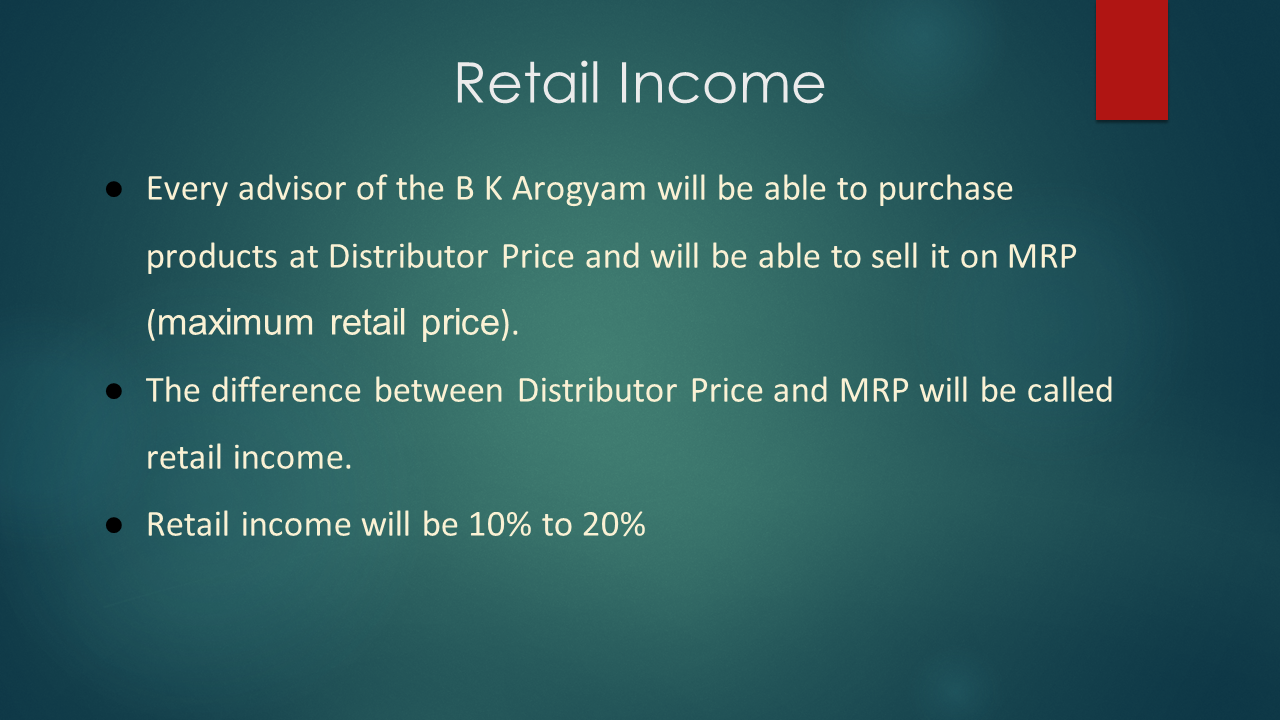 Retail Income
● Every advisor of the B K Arogyam will be able to purchase
products at Distributor Price and will be able to sell it on MRP
(maximum retail price).
● The difference between Distributor Price and MRP will be called
retail income.
● Retail income will be 10% to 20%